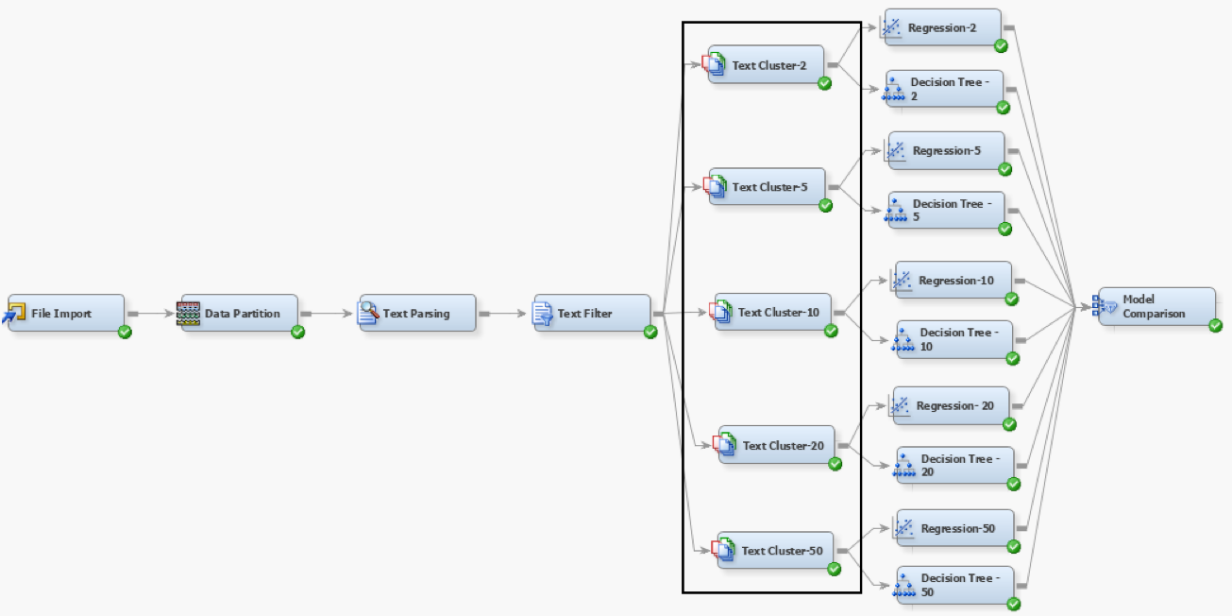 File Import
Data Partition
Text Parsing
Text Filter
Text Cluster-2
Text Cluster-5
Text Cluster-10
Text Cluster-20
Text Cluster-50
Regression-2
Decision Tree -
2
Regression-5
Decision Tree -
5
Regression-10
Decision Tree -
10
Regression- 20
Decision Tree -
20
Regression-50
Decision Tree -
50
Model
Comparison